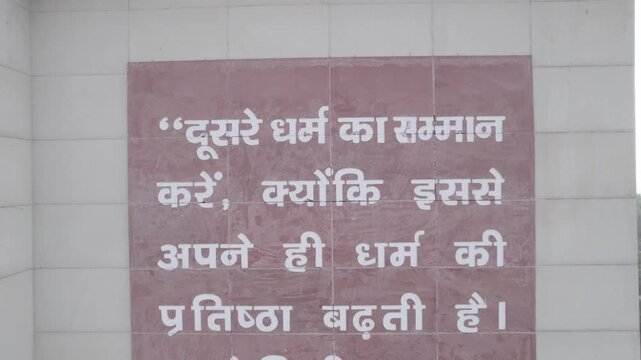 “दूसरे धर्म का सम्मान
करें, क्योंकि इससे
अपने ही धर्म की
प्रतिष्ठा बढ़ती है।